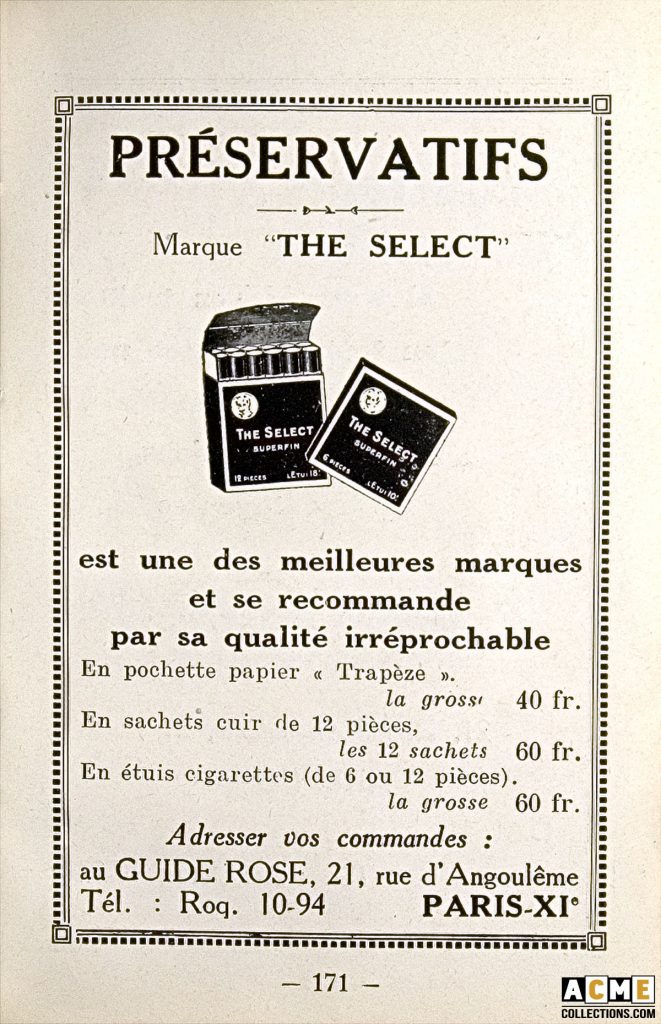 PRÉSERVATIFS
Marque "THE SELECT"
THE SELECT
SUPERFIN
12 PIECES L'ÉTUI 18!
THE SELECT
SUPERFIN
6 PIECES L'ÉTUI 10!
est une des meilleures marques
et se recommande
par sa qualité irréprochable
En pochette papier « Trapèze ».
la grosse 40 fr.
En sachets cuir de 12 pièces,
les 12 sachets 60 fr.
En étuis cigarettes (de 6 ou 12 pièces).
la grosse 60 fr.
Adresser vos commandes :
au GUIDE ROSE, 21, rue d'Angoulême
Tél. : Roq. 10-94 PARIS-XIe
— 171 —
ACME
COLLECTIONS.COM